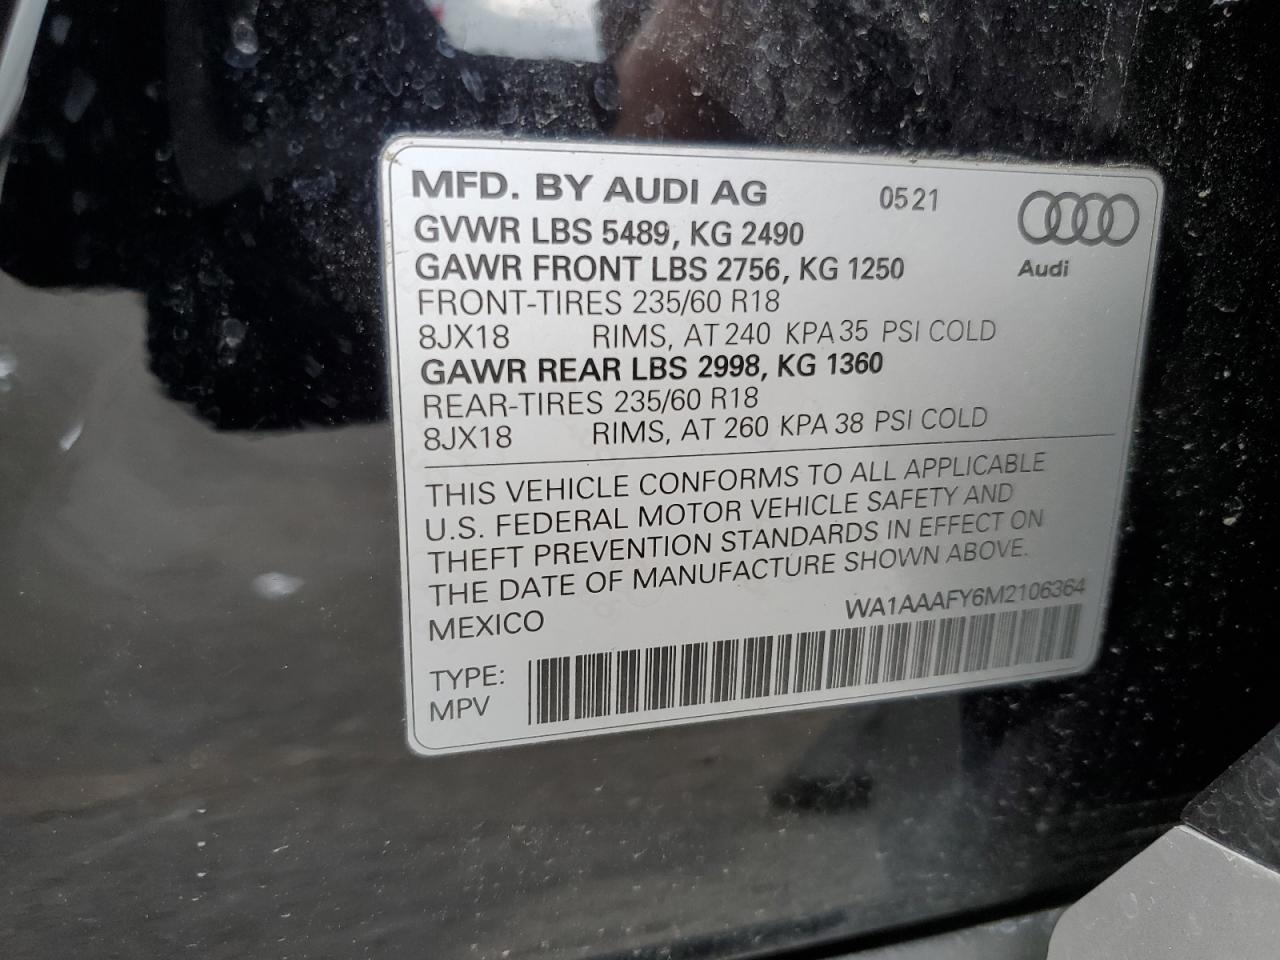 MFD. BY AUDI AG 05 21
GVWR LBS 5489, KG 2490
GAWR FRONT LBS 2756, KG 1250
Audi
FRONT-TIRES 235/60 R18
8JX18 RIMS, AT 240 KPA 35 PSI COLD
GAWR REAR LBS 2998, KG 1360
REAR-TIRES 235/60 R18
8JX18 RIMS, AT 260 KPA 38 PSI COLD
THIS VEHICLE CONFORMS TO ALL APPLICABLE
U.S. FEDERAL MOTOR VEHICLE SAFETY AND
THEFT PREVENTION STANDARDS IN EFFECT ON
THE DATE OF MANUFACTURE SHOWN ABOVE.
MEXICO WA1AAAFY6M2106364
TYPE:
MPV